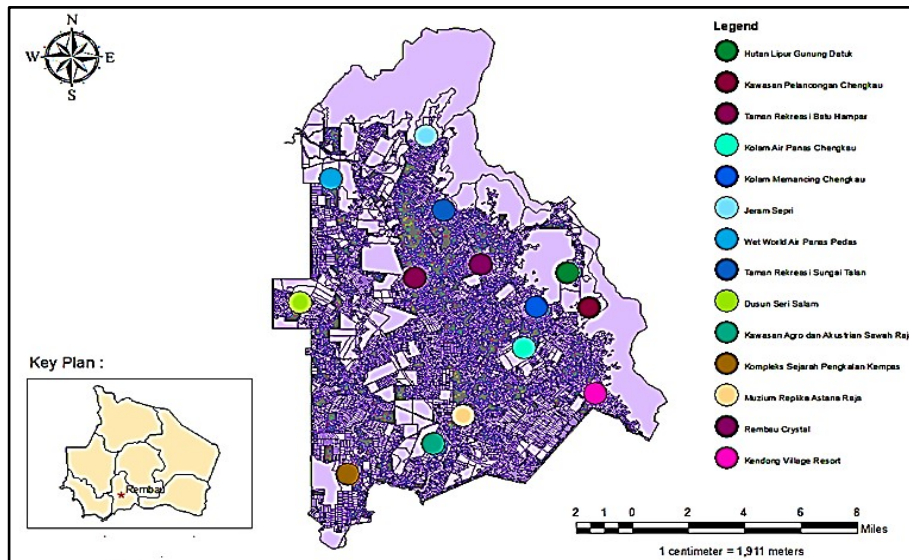 N
W E
S
Legend
Hutan Lipur Gunung Datuk
Kawasan Pelancongan Chengkau
Taman Rekreasi Batu Hampar
Kolam Air Panas Chengkau
Kolam Memancing Chengkau
Jeram Sepri
Wet World Air Panas Pedas
Taman Rekreasi Sungai Talan
Dusun Seri Salam
Kawasan Agro dan Akustrian Sawah Raja
Kompleks Sejarah Pengkalan Kempas
Muzium Replika Astana Raja
Rembau Crystal
Kendong Village Resort
Key Plan :
Rembau
2 1 0 2 4 6 8
Miles
1 centimeter = 1,911 meters